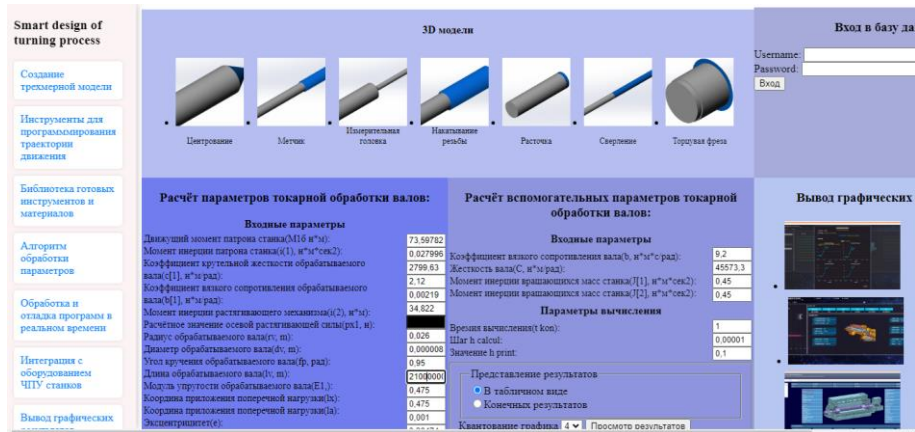 Smart design of
turning process
Создание
трехмерной модели
Инструменты для
программмирования
траектории
движения
Библиотека готовых
инструментов и
материалов
Алгоритм
обработки
параметров
Обработка и
отладка программ в
реальном времени
Интеграция с
оборудованием
ЧПУ станков
Вывод графических
3D модели
Центрование
Метчик
Измерительная
головка
Накатывание
резьбы
Расточка
Сверление
Торцувая фреза
Вход в базу да
Username:
Password:
Вход
Расчёт параметров токарной обработки валов:
Входные параметры
Движущий момент патрона станка(М1б н*м): 73,59782
Момент инерции патрона станка(i(1), н*м*сек2): 0,027996
Коэффициент крутельной жесткости обрабатываемого
вала(c[1], н*м/рад): 2799,63
Коэффициент вязкого сопротивления обрабатываемого 2,12
вала(b[1], н*м/рад): 0,00219
Момент инерции растягивающего механизма(i(2), н*м): 34,822
Расчётное значение осевой растягивающей силы(px1, н):
Радиус обрабатываемого вала(rv, m): 0,026
Диаметр обрабатываемого вала(dv, m): 0,000008
Угол кручения обрабатываемого вала(fp, рад): 0,95
Длина обрабатываемого вала(lv, m):
Модуль упругости обрабатываемого вала(E1,): 0,475
Координа приложения поперечной нагрузки(lx): 0,475
Координа приложения поперечной нагрузки(la): 0,001
Эксцентрицитет(e):
Расчёт вспомогательных параметров токарной
обработки валов:
Входные параметры
Коэффициент вязкого сопротивления вала(b, н*м*с/рад): 9,2
Жесткость вала(С, н*м/рад): 45573,3
Момент инерции вращающихся масс станка(J[1], н*м*сек2): 0,45
Момент инерции вращающихся масс станка(J[2], н*м*сек2): 0,45
Параметры вычисления
Времия вычисления(t kon): 1
Шаг h calcul: 0,00001
Значение h print: 0,1
Представление результатов
В табличном виде
Конечных результатов
Квантование графика 4 Просмотр результатов
Вывод графических